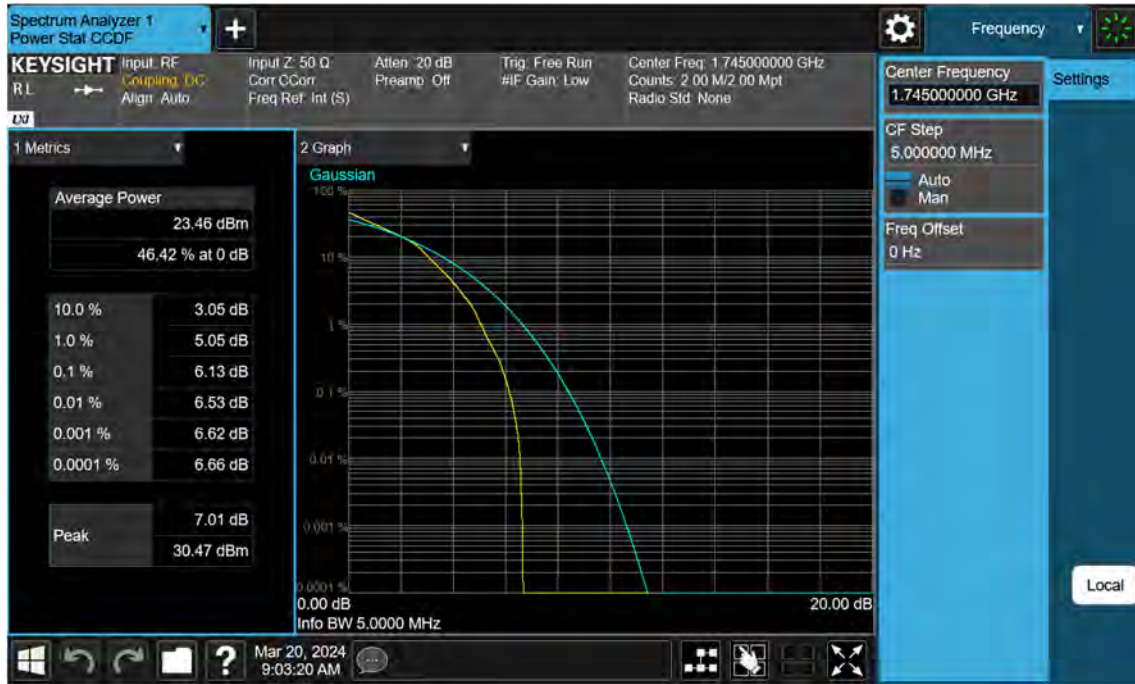 Spectrum Analyzer 1
Power Stat CCDF
+
Frequency
KEYSIGHT
RL
LXI
Input: RF
Coupling: DC
Align: Auto
Input Z: 50 Ω
Corr CCorr
Freq Ref: Int (S)
Atten: 20 dB
Preamp: Off
Trig: Free Run
#IF Gain: Low
Center Freq: 1.745000000 GHz
Counts: 2.00 M/2.00 Mpt
Radio Std: None
Center Frequency
1.745000000 GHz
Settings
CF Step
5.000000 MHz
Auto
Man
Freq Offset
0 Hz
1 Metrics
Average Power
23.46 dBm
46.42 % at 0 dB
10.0 % 3.05 dB
1.0 % 5.05 dB
0.1 % 6.13 dB
0.01 % 6.53 dB
0.001 % 6.62 dB
0.0001 % 6.66 dB
Peak
7.01 dB
30.47 dBm
2 Graph
Gaussian
100 %
10 %
1 %
0.1 %
0.01 %
0.001 %
0.0001 %
0.00 dB 20.00 dB
Info BW 5.0000 MHz
Local
?
Mar 20, 2024
9:03:20 AM